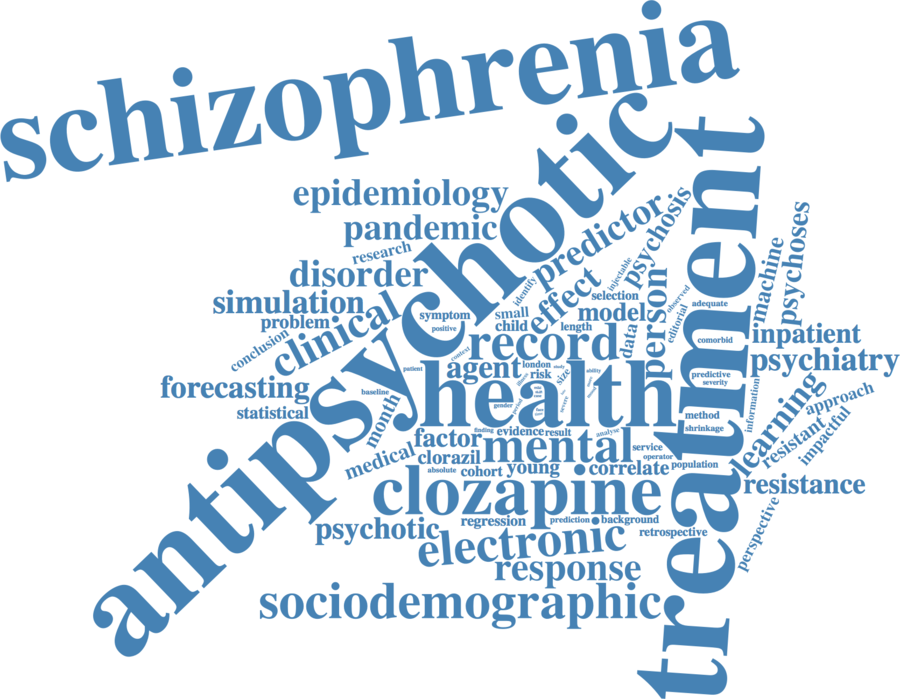 schizophrenia
antipsychotic
treatment
epidemiology
pandemic
research
disorder
simulation
problem
conclusion
clinical
forecasting
statistical
baseline
month
medical
symptom
positive
patient
context
identify
predictor
psychosis
injectable
effect
small
child
length
selection
model
data
person
observed
editorial
adequate
comorbid
predictive
severity
machine
psychoses
inpatient
psychiatry
information
learning
approach
resistant
impactful
resistance
perspective
record
agent
london
study
risk
size
ability
health
gender
period
severe
method
shrinkage
finding
evidence
result
analyse
factor
mental
service
operator
clorazil
absolute
cohort
young
correlate
population
clozapine
psychotic
regression
prediction
background
retrospective
electronic
response
sociodemographic